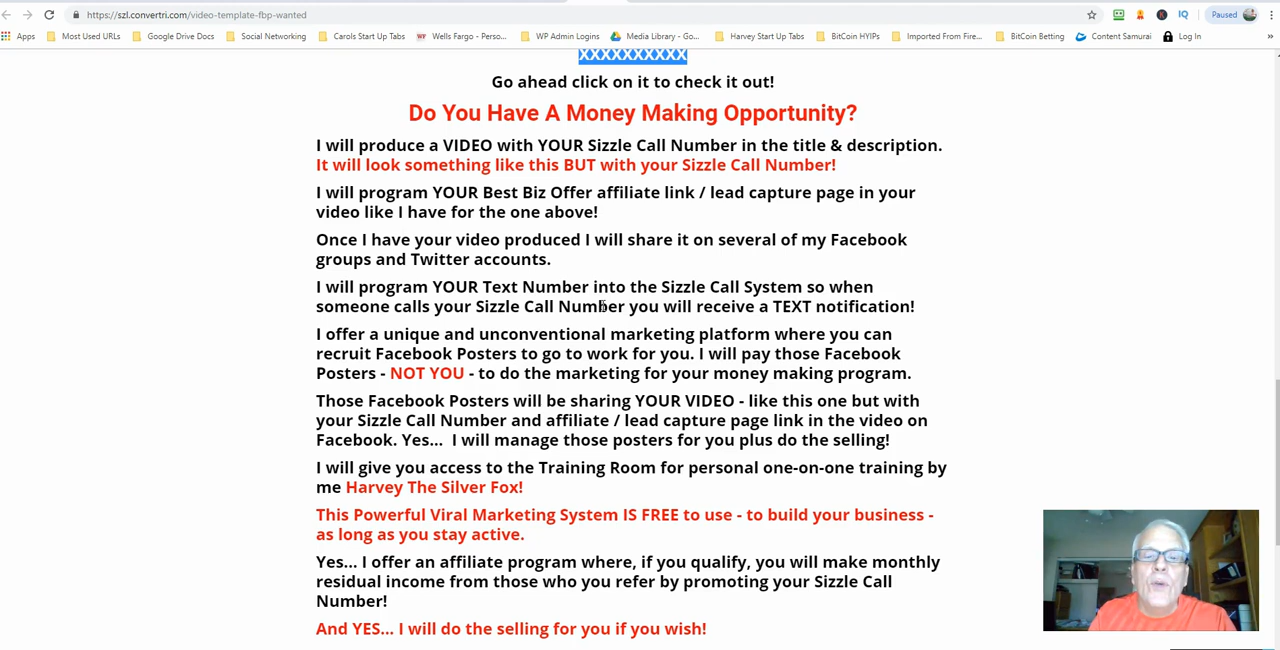 https://szl.convertri.com/video-template-fbp-wanted
Paused
Apps Most Used URLs Google Drive Docs Social Networking Carols Start Up Tabs Wells Fargo - Perso... WP Admin Logins Media Library - Go... Harvey Start Up Tabs BitCoin HYIPs Imported From Fire... BitCoin Betting Content Samurai Log In
XXXXXXXXXXX
Go ahead click on it to check it out!
Do You Have A Money Making Opportunity?
I will produce a VIDEO with YOUR Sizzle Call Number in the title & description.
It will look something like this BUT with your Sizzle Call Number!
I will program YOUR Best Biz Offer affiliate link / lead capture page in your
video like I have for the one above!
Once I have your video produced I will share it on several of my Facebook
groups and Twitter accounts.
I will program YOUR Text Number into the Sizzle Call System so when
someone calls your Sizzle Call Number you will receive a TEXT notification!
I offer a unique and unconventional marketing platform where you can
recruit Facebook Posters to go to work for you. I will pay those Facebook
Posters - NOT YOU - to do the marketing for your money making program.
Those Facebook Posters will be sharing YOUR VIDEO - like this one but with
your Sizzle Call Number and affiliate / lead capture page link in the video on
Facebook. Yes... I will manage those posters for you plus do the selling!
I will give you access to the Training Room for personal one-on-one training by
me Harvey The Silver Fox!
This Powerful Viral Marketing System IS FREE to use - to build your business -
as long as you stay active.
Yes... I offer an affiliate program where, if you qualify, you will make monthly
residual income from those who you refer by promoting your Sizzle Call
Number!
And YES... I will do the selling for you if you wish!